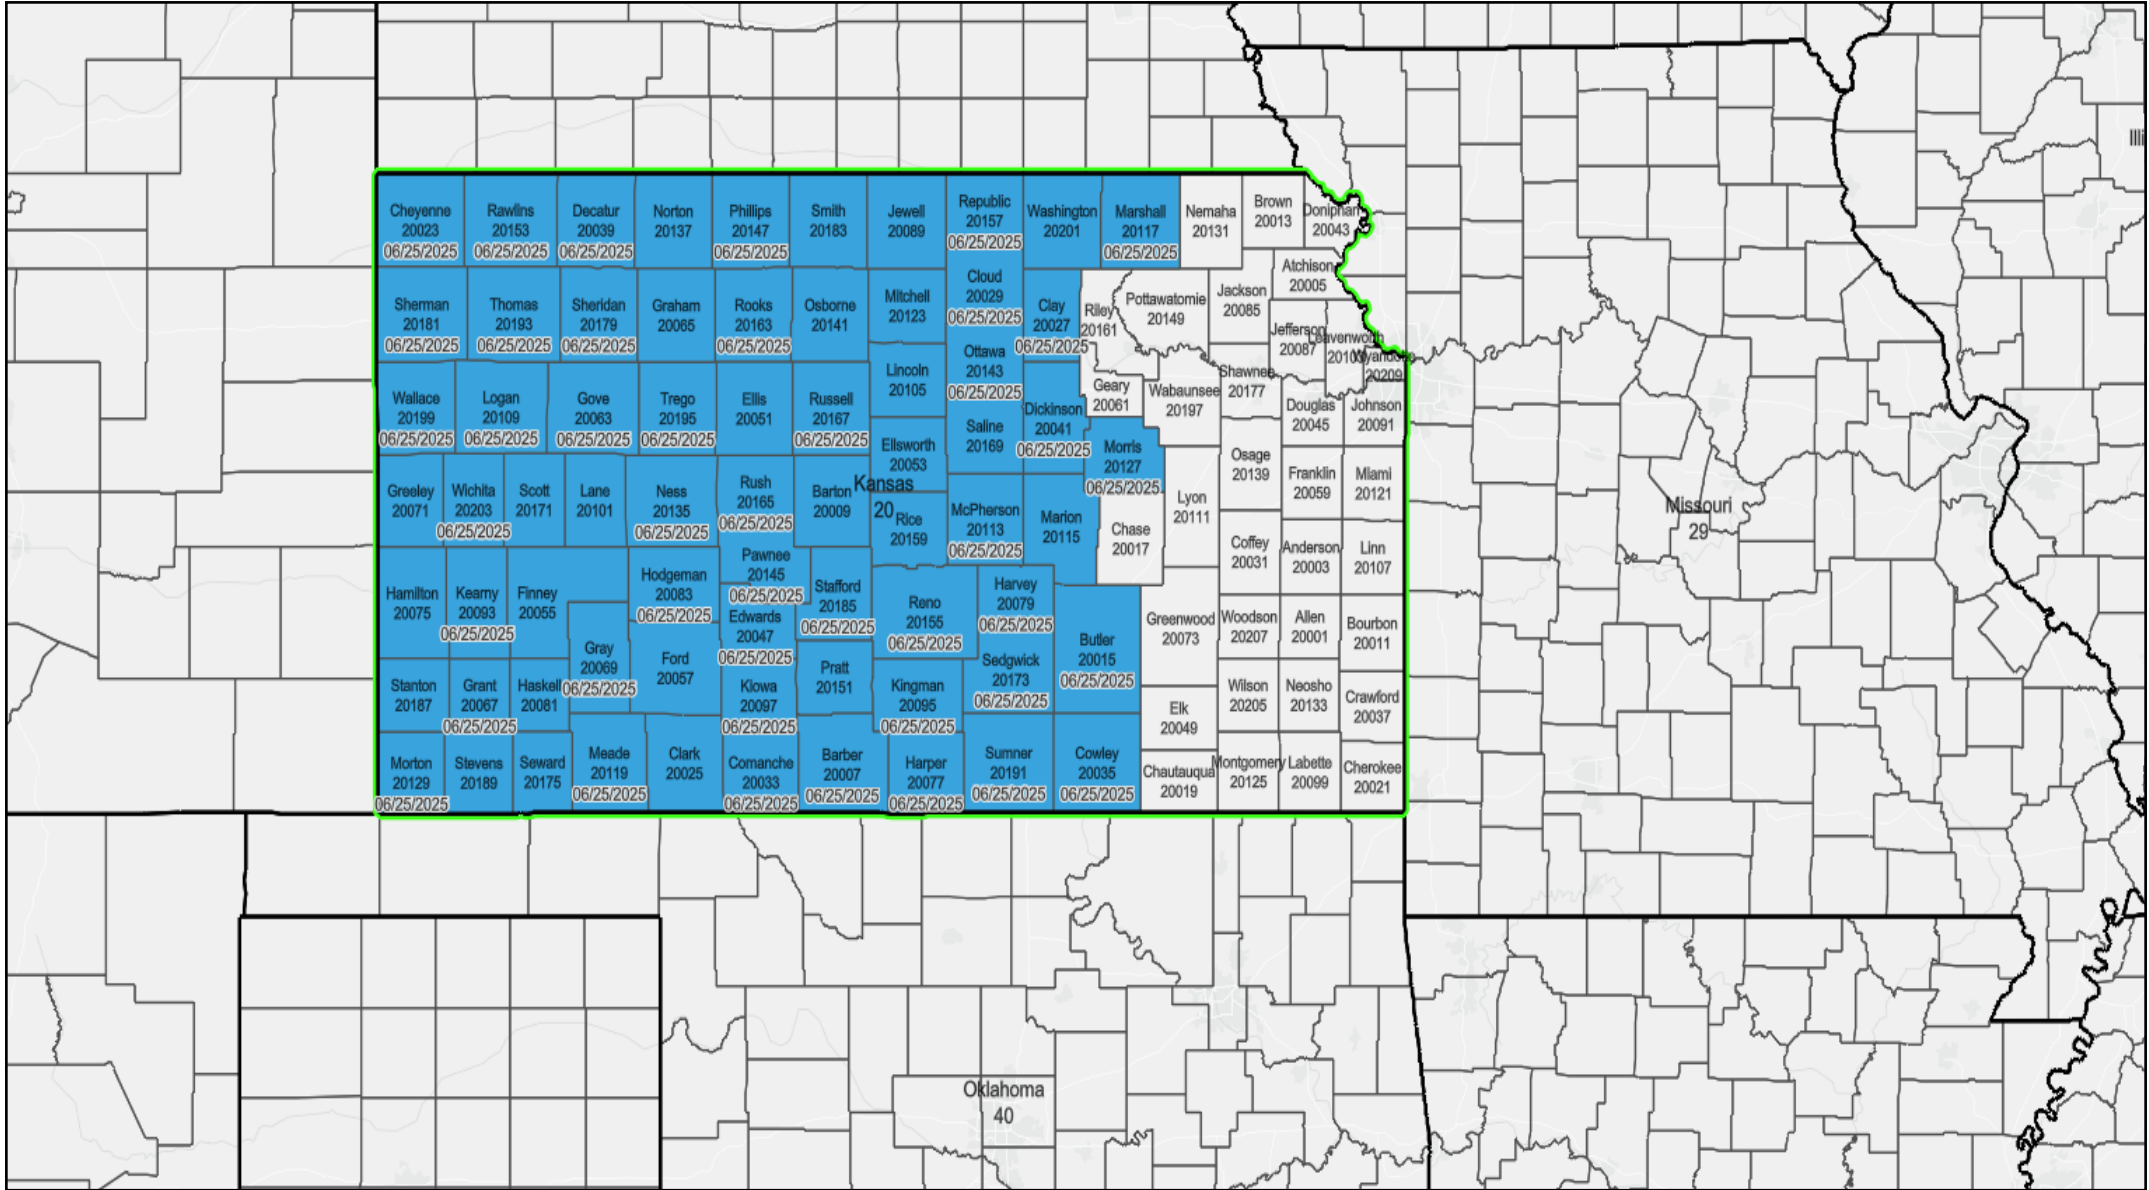 Illi
Cheyenne
20023
06/25/2025
Rawlins
20153
06/25/2025
Decatur
20039
06/25/2025
Norton
20137
Phillips
20147
06/25/2025
Smith
20183
Jewell
20089
Republic
20157
06/25/2025
Washington
20201
Marshall
20117
06/25/2025
Nemaha
20131
Brown
20013
Doniphan
20043
Atchison
20005
Sherman
20181
06/25/2025
Thomas
20193
06/25/2025
Sheridan
20179
06/25/2025
Graham
20065
Rooks
20163
06/25/2025
Osborne
20141
Mitchell
20123
Cloud
20029
06/25/2025
Clay
20027
06/25/2025
Riley
20161
Pottawatomie
20149
Jackson
20085
Jefferson
20087
Leavenworth
20103
Wyandotte
20209
Wallace
20199
06/25/2025
Logan
20109
06/25/2025
Gove
20063
06/25/2025
Trego
20195
06/25/2025
Ellis
20051
Russell
20167
06/25/2025
Lincoln
20105
Ottawa
20143
06/25/2025
Dickinson
20041
06/25/2025
Geary
20061
Wabaunsee
20197
Shawnee
20177
Douglas
20045
Johnson
20091
Ellsworth
20053
Saline
20169
Morris
20127
06/25/2025
Osage
20139
Franklin
20059
Miami
20121
Greeley
20071
Wichita
20203
06/25/2025
Scott
20171
Lane
20101
Ness
20135
06/25/2025
Rush
20165
06/25/2025
Barton
20009
Kansas
20
Rice
20159
McPherson
20113
06/25/2025
Marion
20115
Chase
20017
Lyon
20111
Missouri
29
Coffey
20031
Anderson
20003
Linn
20107
Hamilton
20075
Kearny
20093
06/25/2025
Finney
20055
Hodgeman
20083
06/25/2025
Pawnee
20145
06/25/2025
Stafford
20185
06/25/2025
Reno
20155
06/25/2025
Harvey
20079
06/25/2025
Butler
20015
06/25/2025
Greenwood
20073
Woodson
20207
Allen
20001
Bourbon
20011
Gray
20069
06/25/2025
Ford
20057
Edwards
20047
06/25/2025
Pratt
20151
Sedgwick
20173
06/25/2025
Stanton
20187
Grant
20067
06/25/2025
Haskell
20081
Kiowa
20097
06/25/2025
Kingman
20095
06/25/2025
Elk
20049
Wilson
20205
Neosho
20133
Crawford
20037
Morton
20129
06/25/2025
Stevens
20189
Seward
20175
Meade
20119
06/25/2025
Clark
20025
Comanche
20033
06/25/2025
Barber
20007
06/25/2025
Harper
20077
06/25/2025
Sumner
20191
06/25/2025
Cowley
20035
06/25/2025
Chautauqua
20019
Montgomery
20125
Labette
20099
Cherokee
20021
Oklahoma
40